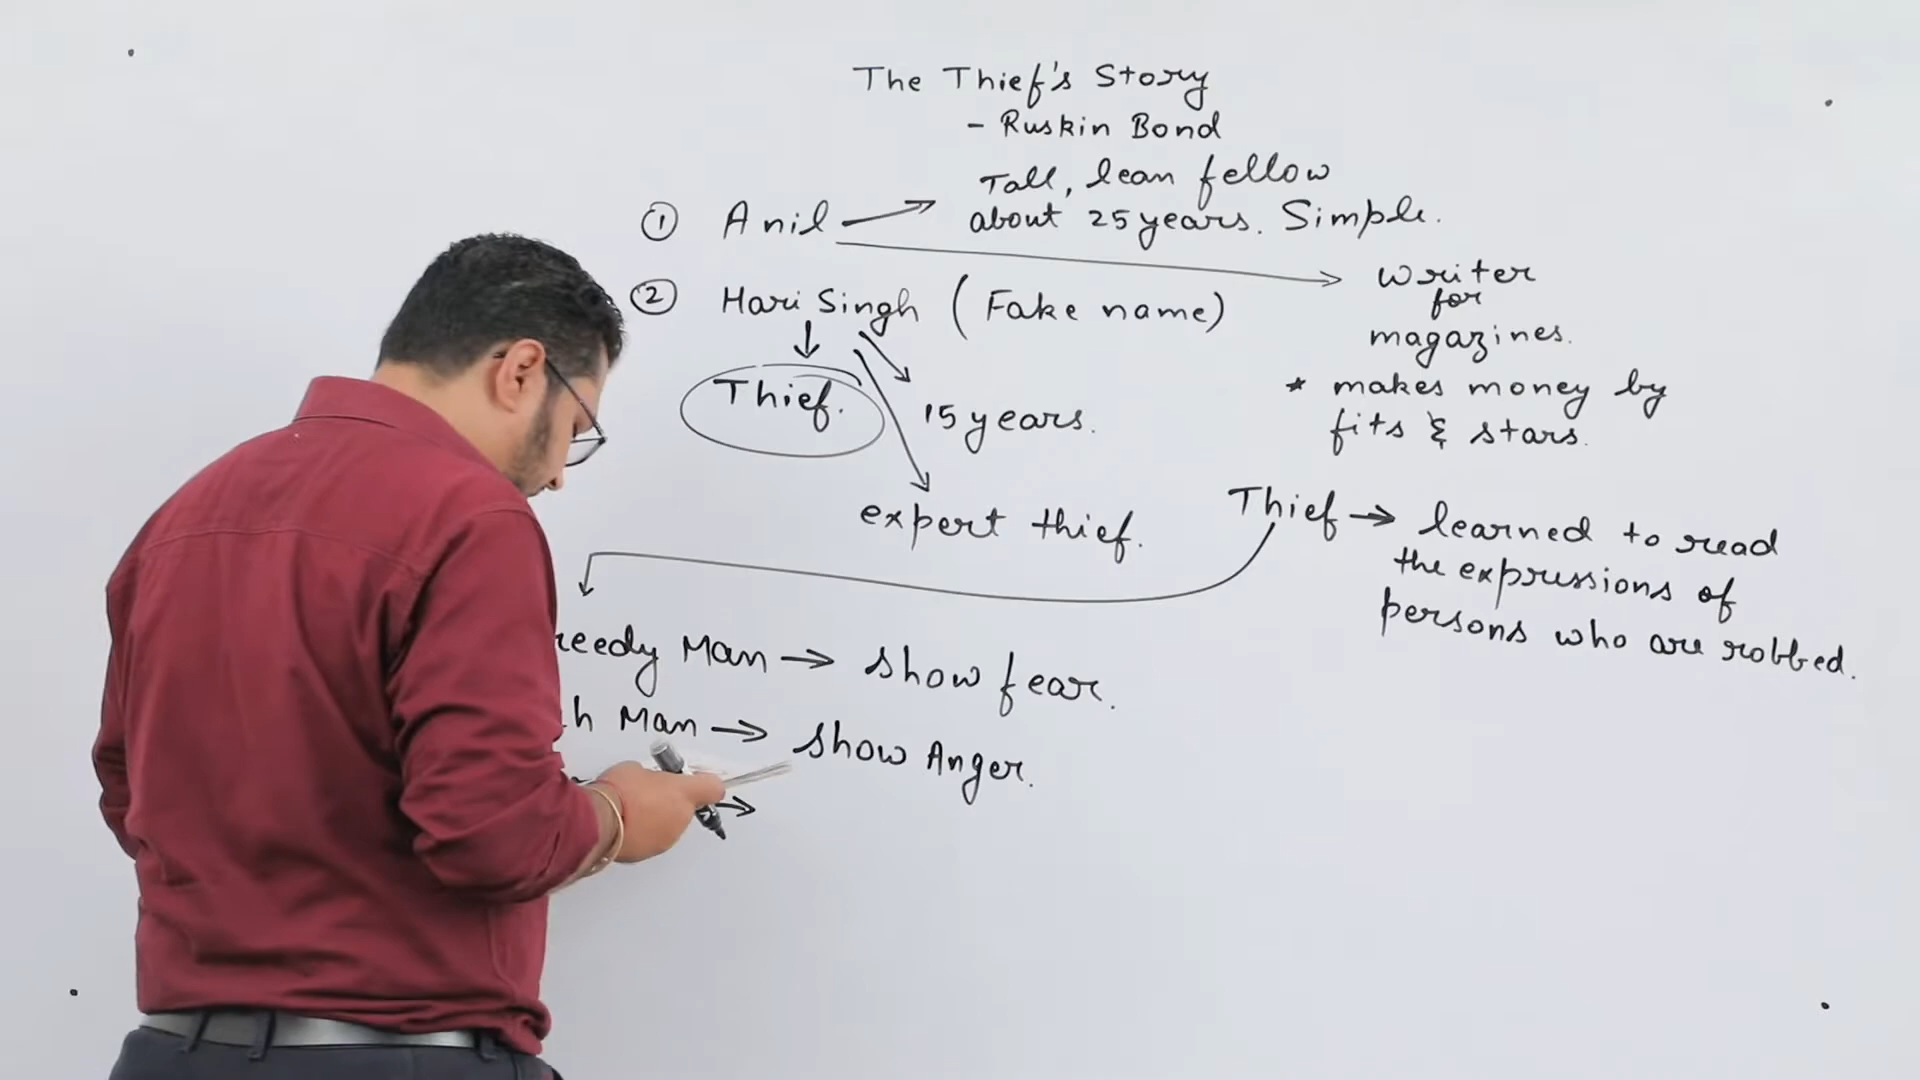 The Thief's Story
- Ruskin Bond
① Anil → Tall, lean fellow
about 25 years. Simple.
→ writer
for
magazines.
* makes money by
fits & stars.
② Hari Singh (Fake name)
↓
Thief.
15 years.
expert thief.
Thief → learned to read
the expressions of
persons who are robbed.
reedy Man → show fear.
h Man → show Anger.
→